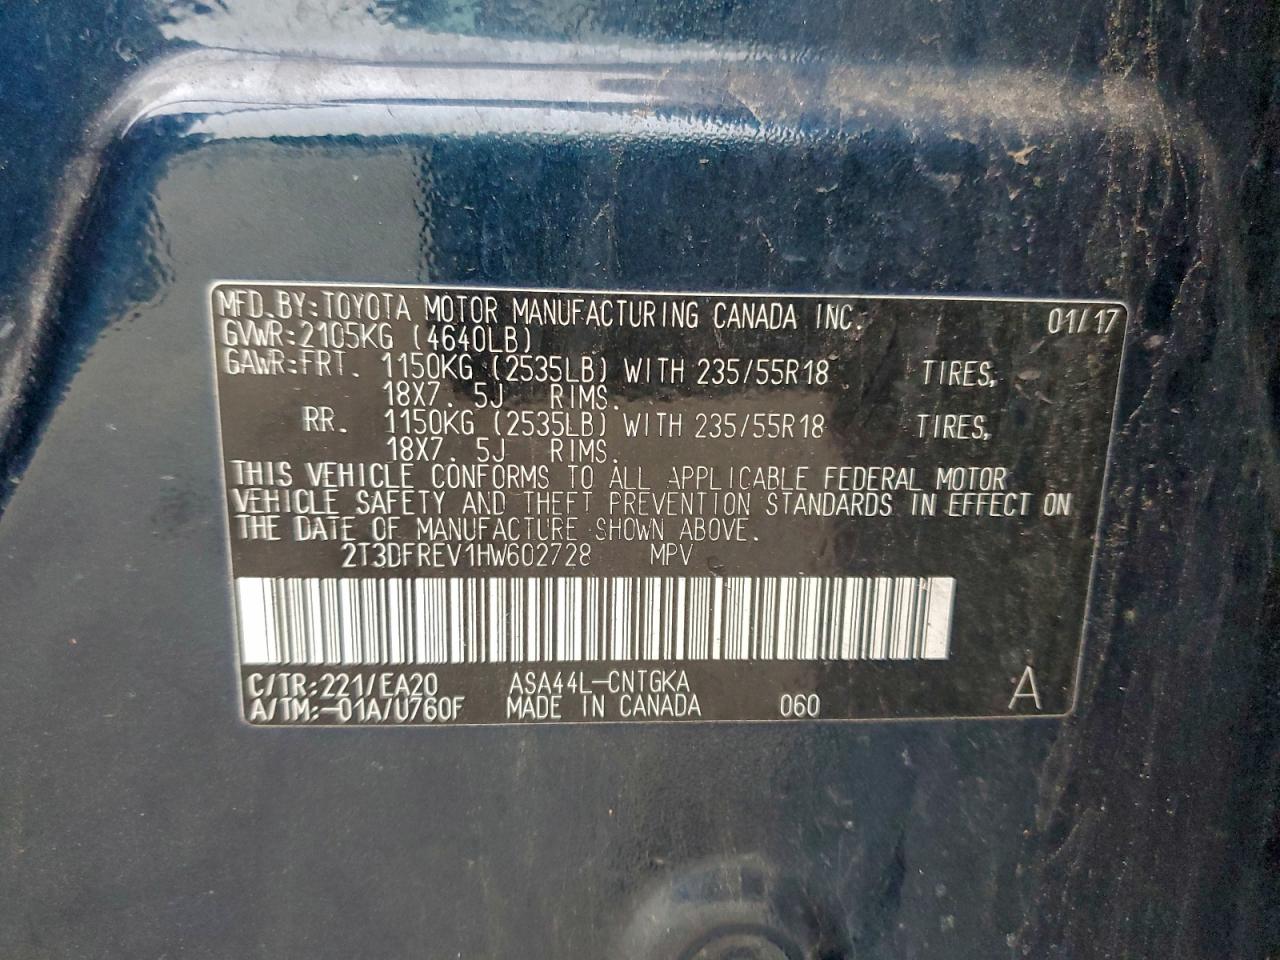 MFD.BY:TOYOTA MOTOR MANUFACTURING CANADA INC. 01/17
GVWR:2105KG (4640LB)
GAWR:FRT. 1150KG (2535LB) WITH 235/55R18 TIRES,
18X7. 5J RIMS.
RR. 1150KG (2535LB) WITH 235/55R18 TIRES,
18X7. 5J RIMS.
THIS VEHICLE CONFORMS TO ALL APPLICABLE FEDERAL MOTOR
VEHICLE SAFETY AND THEFT PREVENTION STANDARDS IN EFFECT ON
THE DATE OF MANUFACTURE SHOWN ABOVE.
2T3DFREV1HW602728 MPV
C/TR:221/EA20 ASA44L-CNTGKA
A/TM:-01A/U760F MADE IN CANADA 060 A